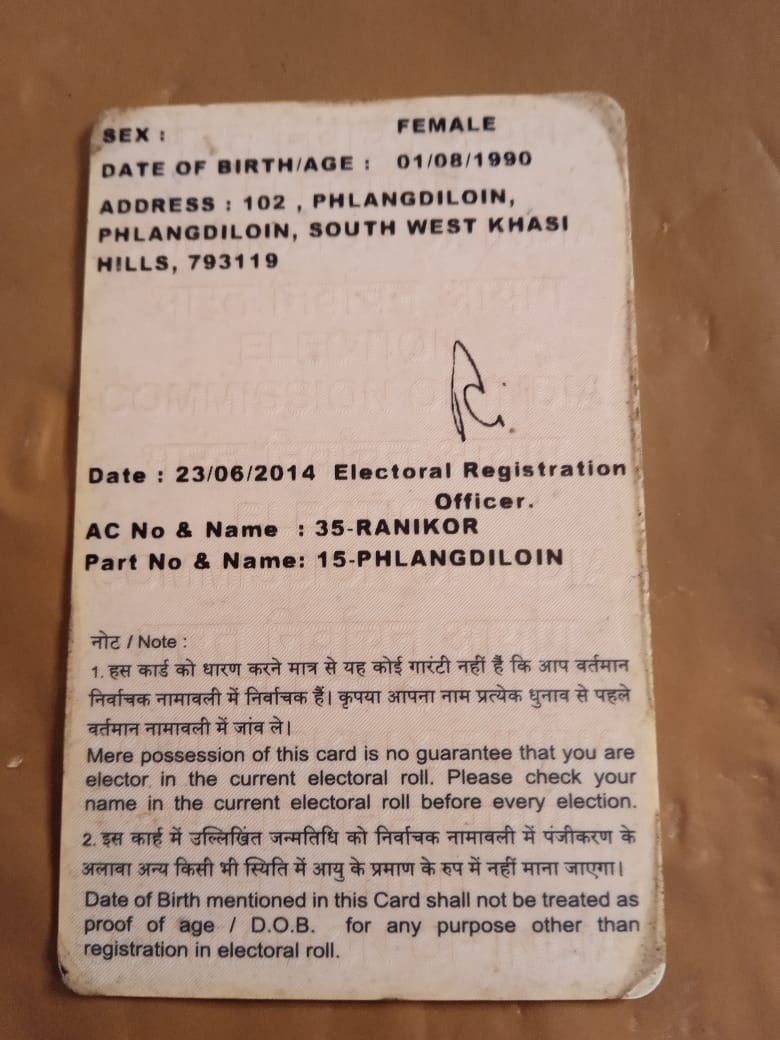 SEX : FEMALE
DATE OF BIRTH/AGE : 01/08/1990
ADDRESS : 102 , PHLANGDILOIN,
PHLANGDILOIN, SOUTH WEST KHASI
HILLS, 793119
Date : 23/06/2014 Electoral Registration
Officer.
AC No & Name : 35-RANIKOR
Part No & Name: 15-PHLANGDILOIN
नोट / Note :
1. हस कार्ड को धारण करने मात्र से यह कोई गारंटी नहीं हैं कि आप वर्तमान
निर्वाचक नामावली में निर्वाचक हैं। कृपया आपना नाम प्रत्येक धुनाव से पहले
वर्तमान नामावली में जांव ले।
Mere possession of this card is no guarantee that you are
elector in the current electoral roll. Please check your
name in the current electoral roll before every election.
2. इस कार्ह में उल्लिखित जन्मतिथि को निर्वाचक नामावली में पंजीकरण के
अलावा अन्य किसी भी स्थिति में आयु के प्रमाण के रुप में नहीं माना जाएगा।
Date of Birth mentioned in this Card shall not be treated as
proof of age / D.O.B. for any purpose other than
registration in electoral roll.